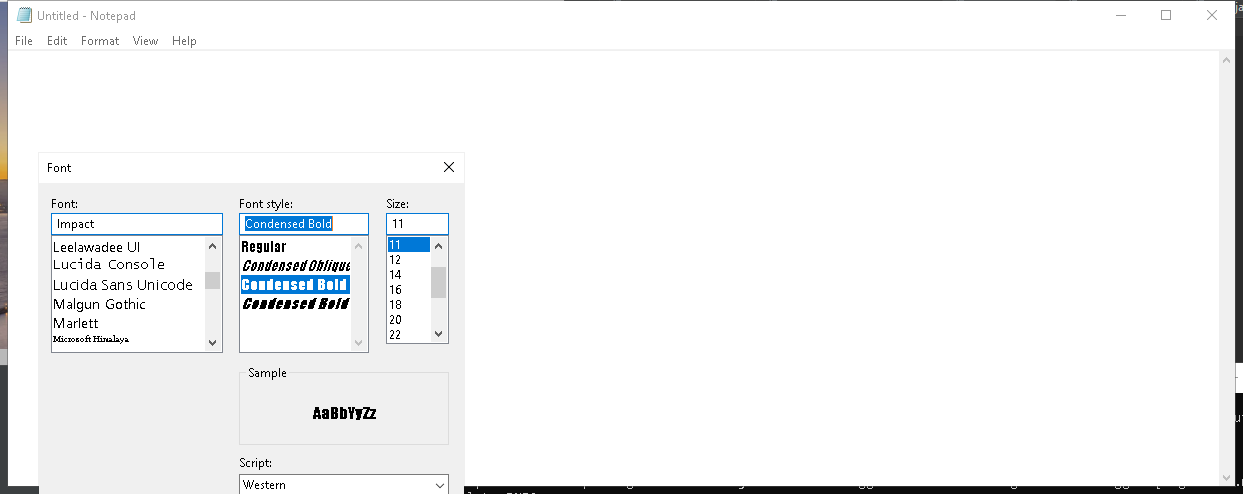 Untitled - Notepad
File Edit Format View Help
Font
Font: Font style: Size:
Impact Condensed Bold 11
Leelawadee UI
Lucida Console
Lucida Sans Unicode
Malgun Gothic
Marlett
Microsoft Himalaya
Regular
Condensed Oblique
Condensed Bold
Condensed Bold
11
12
14
16
18
20
22
Sample
AaBbYyZz
Script:
Western